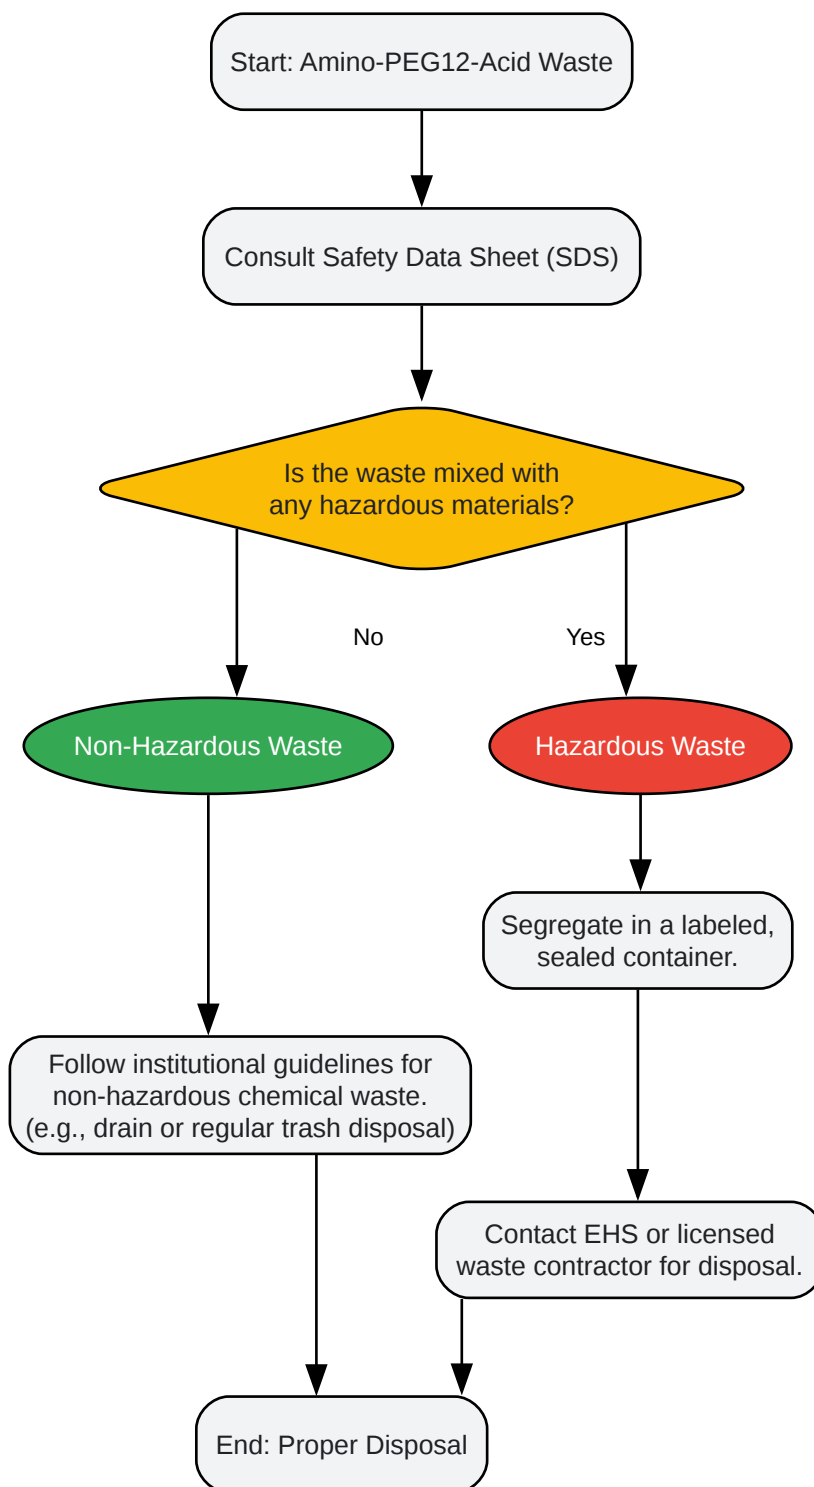 Start: Amino-PEG12-Acid Waste
Consult Safety Data Sheet (SDS)
Is the waste mixed with
any hazardous materials?
No
Yes
Non-Hazardous Waste
Hazardous Waste
Segregate in a labeled,
sealed container.
Follow institutional guidelines for
non-hazardous chemical waste.
(e.g., drain or regular trash disposal)
Contact EHS or licensed
waste contractor for disposal.
End: Proper Disposal